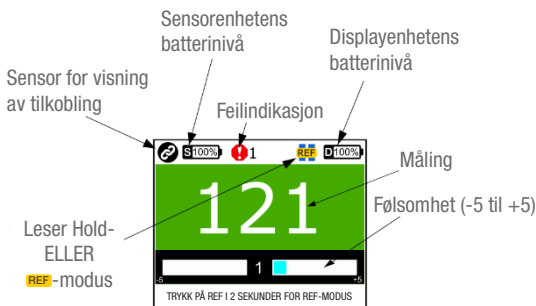 Sensorenhetens
batterinivå
Displayenhetens
batterinivå
Sensor for visning
av tilkobling
Feilindikasjon
S100%
1
REF
D100%
121
Måling
Følsomhet (-5 til +5)
Leser Hold-
ELLER
REF-modus
1
-5
+5
TRYKK PÅ REF I 2 SEKUNDER FOR REF-MODUS